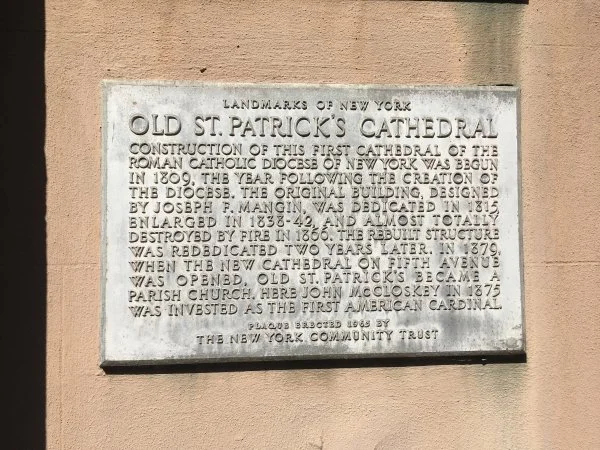 LANDMARKS OF NEW YORK
OLD ST. PATRICK'S CATHEDRAL
CONSTRUCTION OF THIS FIRST CATHEDRAL OF THE
ROMAN CATHOLIC DIOCESE OF NEW YORK WAS BEGUN
IN 1809, THE YEAR FOLLOWING THE CREATION OF
THE DIOCESE. THE ORIGINAL BUILDING, DESIGNED
BY JOSEPH F. MANGIN, WAS DEDICATED IN 1815,
ENLARGED IN 1838-42, AND ALMOST TOTALLY
DESTROYED BY FIRE IN 1866. THE REBUILT STRUCTURE
WAS REDEDICATED TWO YEARS LATER. IN 1879,
WHEN THE NEW CATHEDRAL ON FIFTH AVENUE
WAS OPENED, OLD ST. PATRICK'S BECAME A
PARISH CHURCH. HERE JOHN McCLOSKEY IN 1875
WAS INVESTED AS THE FIRST AMERICAN CARDINAL.
PLAQUE ERECTED 1965 BY
THE NEW YORK COMMUNITY TRUST